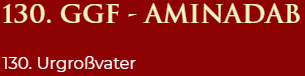 130. GGF - AMINADAB
130. Urgroßvater